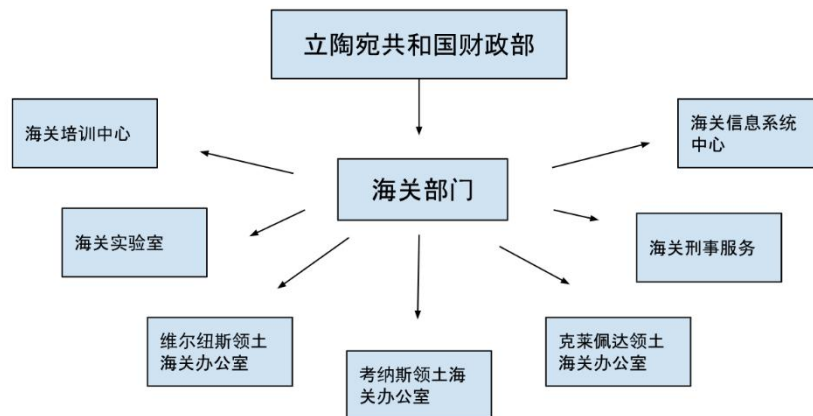 立陶宛共和国财政部
海关培训中心
海关信息系统
中心
海关部门
海关实验室
海关刑事服务
维尔纽斯领土
海关办公室
考纳斯领土海
关办公室
克莱佩达领土
海关办公室